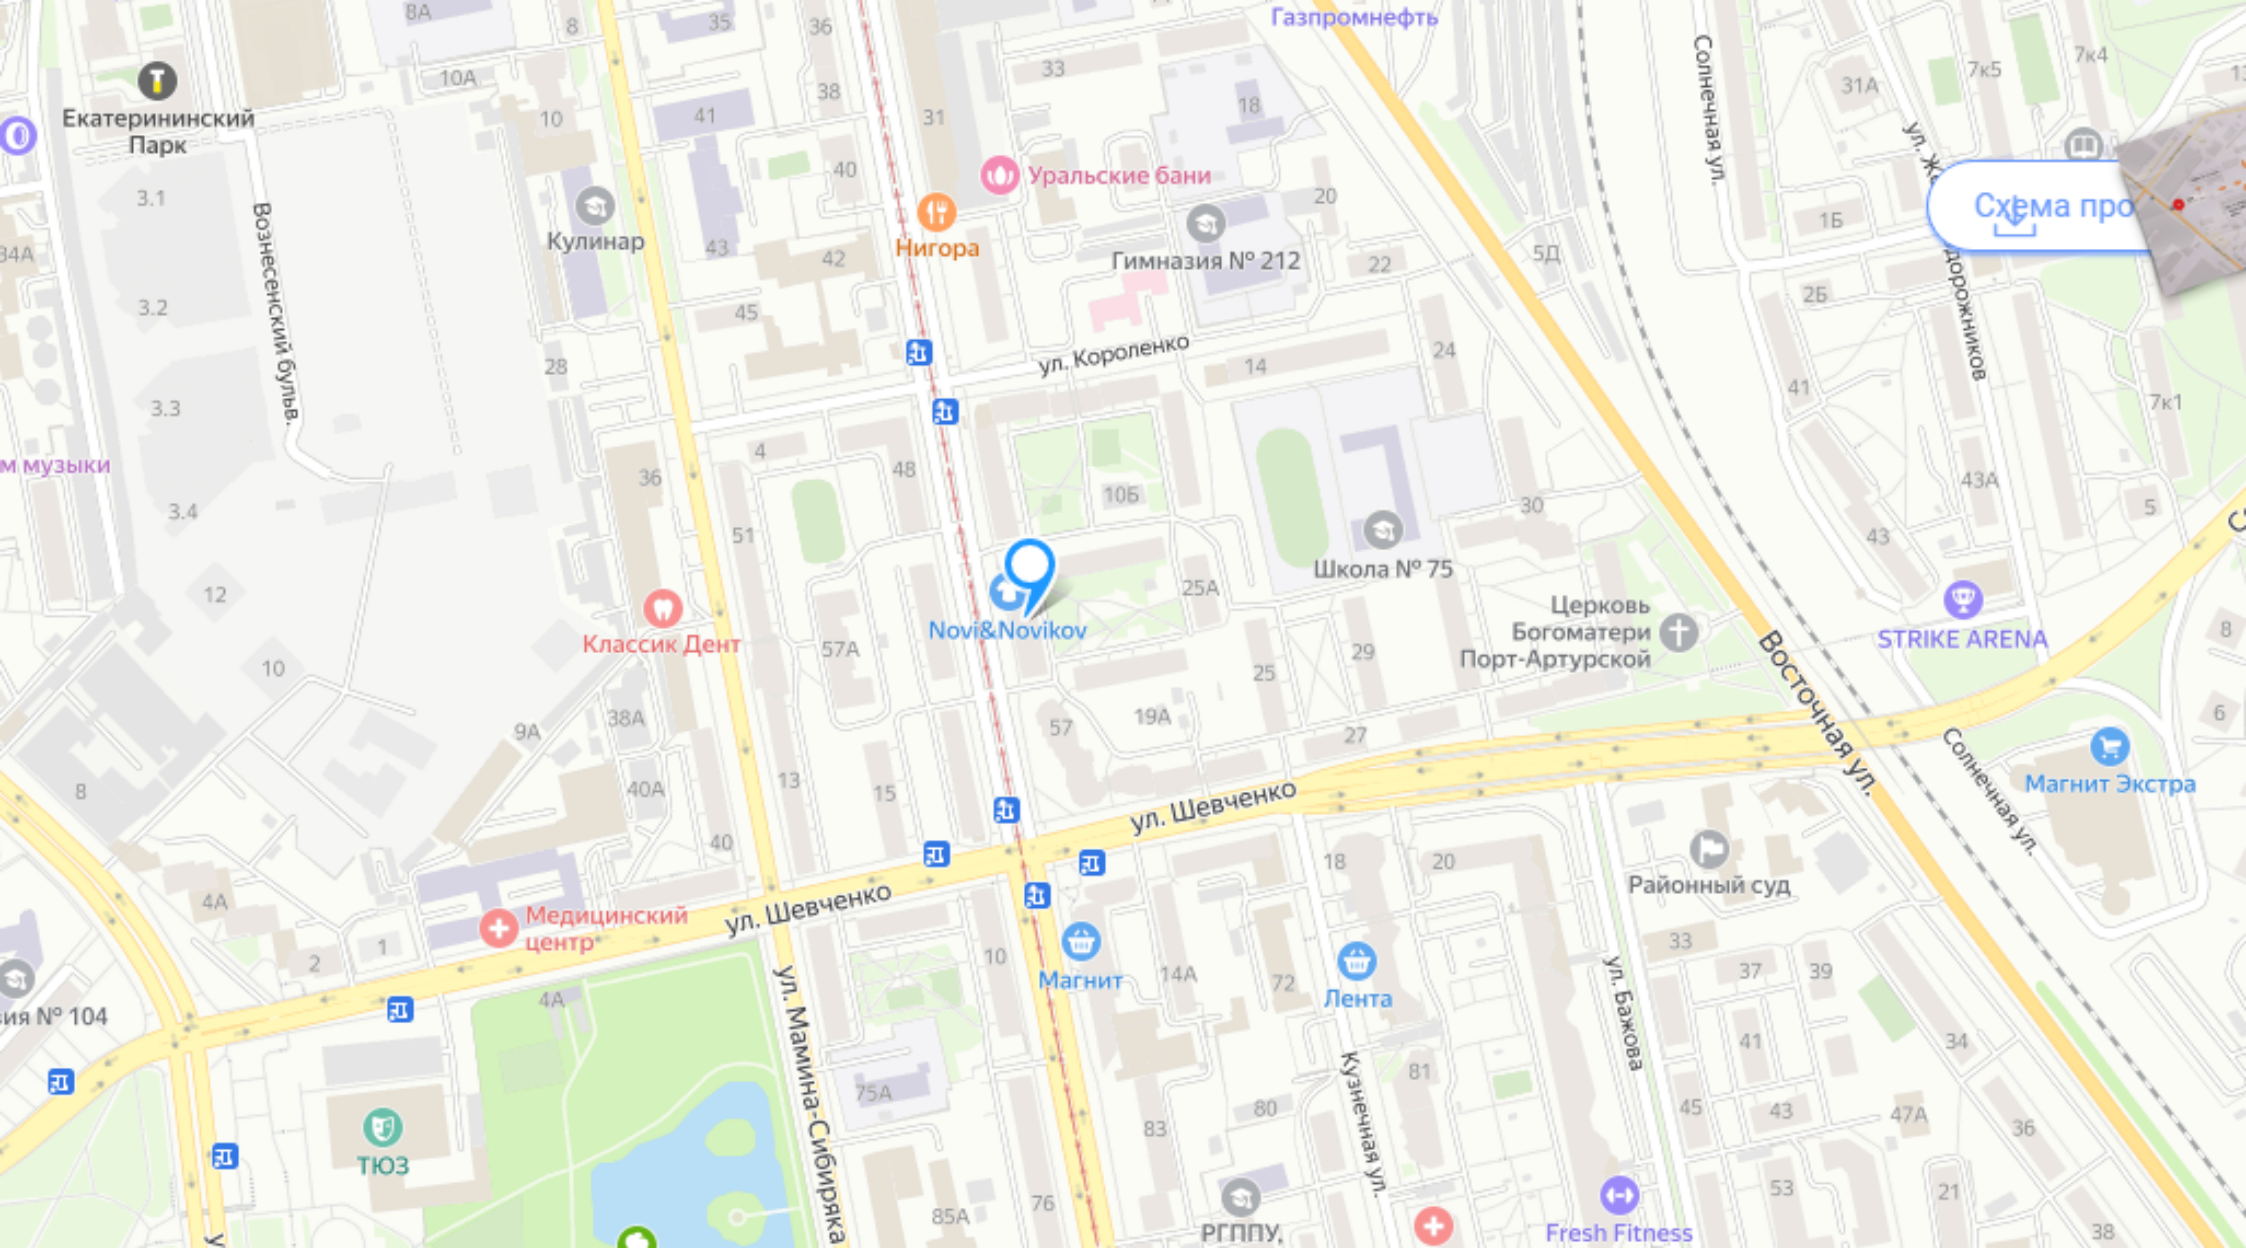 8А
8
35
36
Газпромнефть
33
7к5
7к4
10А
38
31А
Солнечная ул.
Екатерининский
Парк
10
41
31
18
ул. Ж
40
Уральские бани
20
3.1
1Б
Схема про
Вознесенский бульв.
Кулинар
43
42
Нигора
Гимназия № 212
22
5Д
34А
дорожников
3.2
45
2Б
ул. Короленко
28
14
24
41
3.3
7к1
м музыки
4
48
36
10Б
43А
3.4
51
30
5
43
Школа № 75
12
25А
Novi&Novikov
Классик Дент
57А
Церковь
Богоматери
Порт-Артурской
STRIKE ARENA
8
10
25
29
Восточная ул.
9А
38А
57
19А
27
6
Солнечная ул.
Магнит Экстра
8
40А
13
15
ул. Шевченко
40
18
20
Районный суд
4А
Медицинский
центр
ул. Шевченко
1
2
10
33
37
39
14А
72
Магнит
Лента
4А
ия № 104
ул. Мамина-Сибиряка
ул. Бажова
41
34
Кузнечная ул.
81
75А
80
83
45
43
47А
36
ТЮЗ
53
21
85А
76
РГППУ,
Fresh Fitness
38